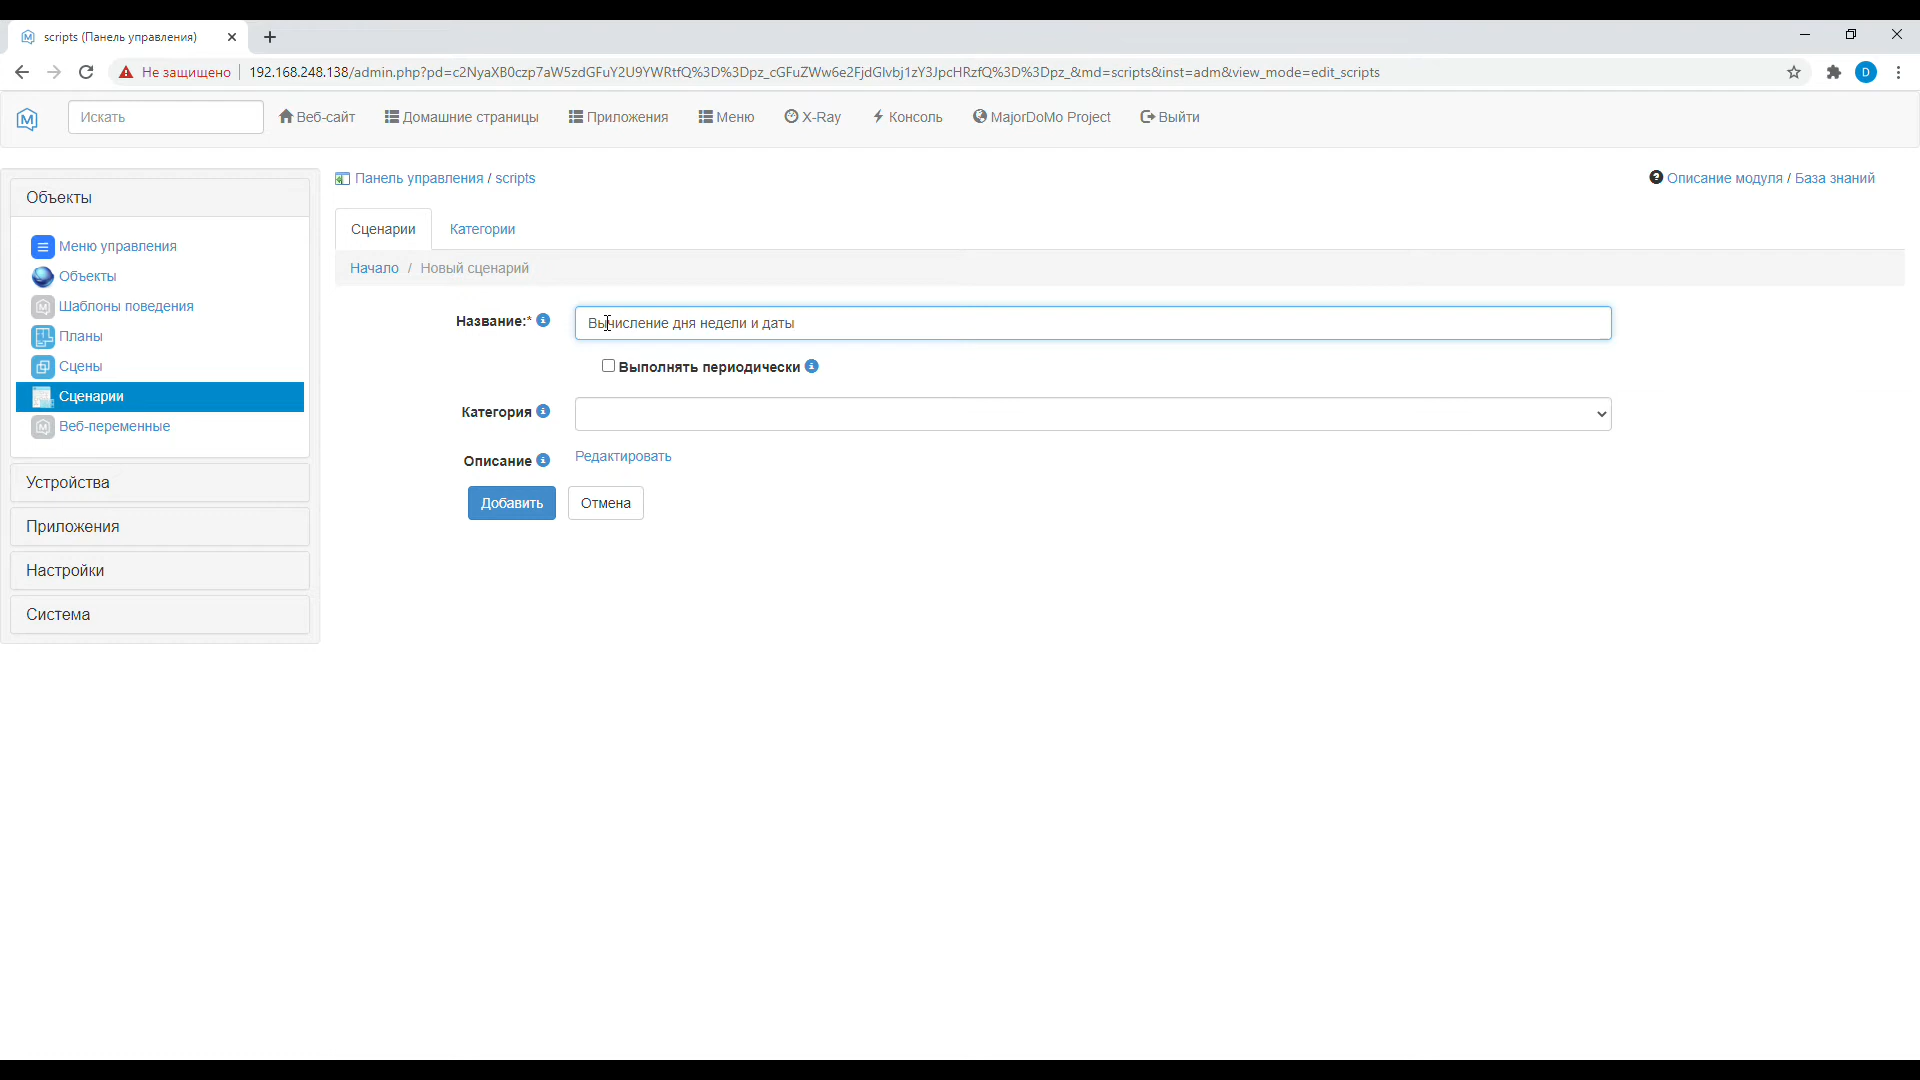 scripts (Панель управления)
Не защищено
192.168.248.138/admin.php?pd=c2NyaXB0czp7aW5zdGFuY2U9YWRtfQ%3D%3Dpz_cGFuZWw6e2FjdGlvbj1zY3JpcHRzfQ%3D%3Dpz_&md=scripts&inst=adm&view_mode=edit_scripts
D
Искать
Веб-сайт
Домашние страницы
Приложения
Меню
X-Ray
Консоль
MajorDoMo Project
Выйти
Объекты
Меню управления
Объекты
Шаблоны поведения
Планы
Сцены
Сценарии
Веб-переменные
Устройства
Приложения
Настройки
Система
Панель управления / scripts
Описание модуля / База знаний
Сценарии
Категории
Начало / Новый сценарий
Название:*
Вычисление дня недели и даты
Выполнять периодически
Категория
Описание
Редактировать
Добавить
Отмена